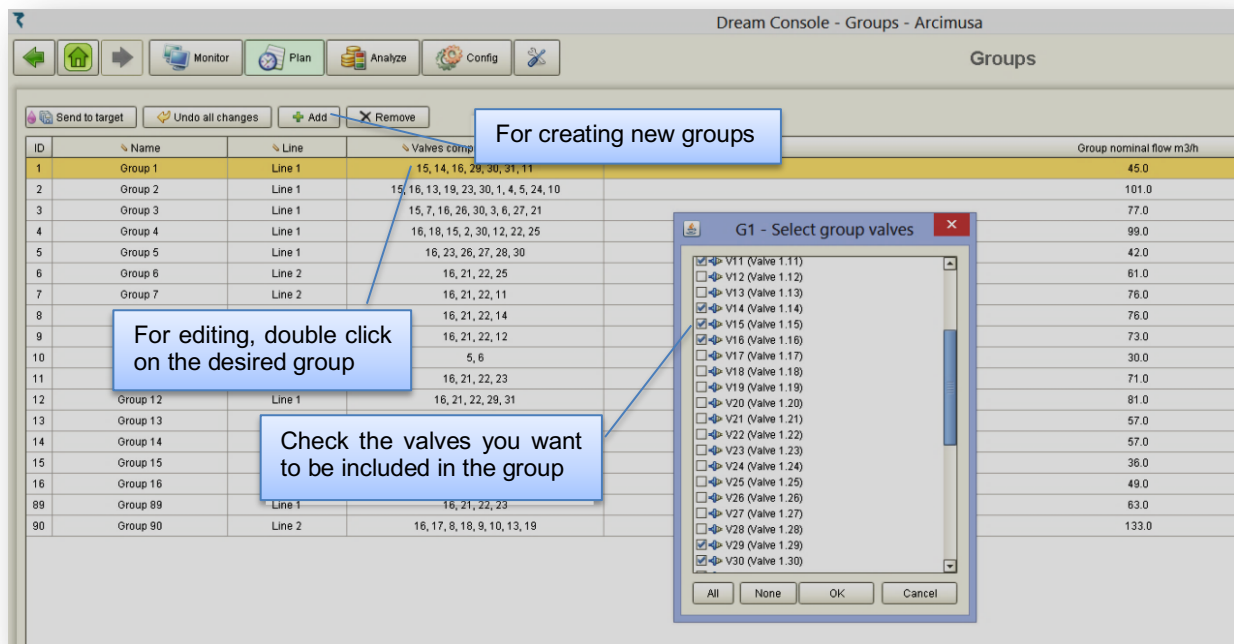 Dream Console - Groups - Arcimusa
Monitor Plan Analyze Config Groups
Send to target Undo all changes Add Remove
For creating new groups
ID Name Line Valves comp Group nominal flow m3/h
1 Group 1 Line 1 15, 14, 16, 29, 30, 31, 11 45.0
2 Group 2 Line 1 15, 16, 13, 19, 23, 30, 1, 4, 5, 24, 10 101.0
3 Group 3 Line 1 15, 7, 16, 26, 30, 3, 6, 27, 21 77.0
4 Group 4 Line 1 16, 18, 15, 2, 30, 12, 22, 25 99.0
5 Group 5 Line 1 16, 23, 26, 27, 28, 30 42.0
6 Group 6 Line 2 16, 21, 22, 25 61.0
7 Group 7 Line 2 16, 21, 22, 11 76.0
8 16, 21, 22, 14 76.0
9 16, 21, 22, 12 73.0
10 5, 6 30.0
11 16, 21, 22, 23 71.0
12 Group 12 Line 1 16, 21, 22, 29, 31 81.0
13 Group 13 57.0
14 Group 14 57.0
15 Group 15 36.0
16 Group 16 49.0
89 Group 89 Line 1 16, 21, 22, 23 63.0
90 Group 90 Line 2 16, 17, 8, 18, 9, 10, 13, 19 133.0
For editing, double click
on the desired group
Check the valves you want
to be included in the group
G1 - Select group valves
V11 (Valve 1.11)
V12 (Valve 1.12)
V13 (Valve 1.13)
V14 (Valve 1.14)
V15 (Valve 1.15)
V16 (Valve 1.16)
V17 (Valve 1.17)
V18 (Valve 1.18)
V19 (Valve 1.19)
V20 (Valve 1.20)
V21 (Valve 1.21)
V22 (Valve 1.22)
V23 (Valve 1.23)
V24 (Valve 1.24)
V25 (Valve 1.25)
V26 (Valve 1.26)
V27 (Valve 1.27)
V28 (Valve 1.28)
V29 (Valve 1.29)
V30 (Valve 1.30)
All None OK Cancel